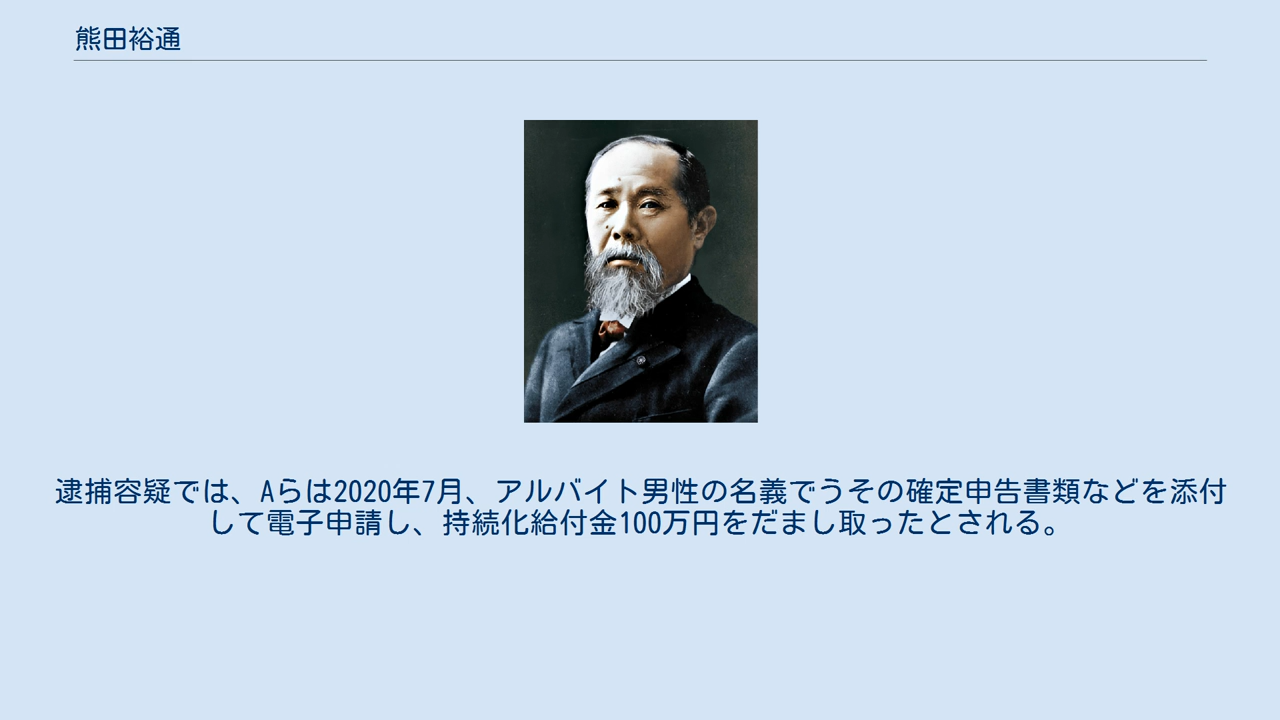 熊田裕通
逮捕容疑では、Aらは2020年7月、アルバイト男性の名義でうその確定申告書類などを添付
して電子申請し、持続化給付金100万円をだまし取ったとされる。